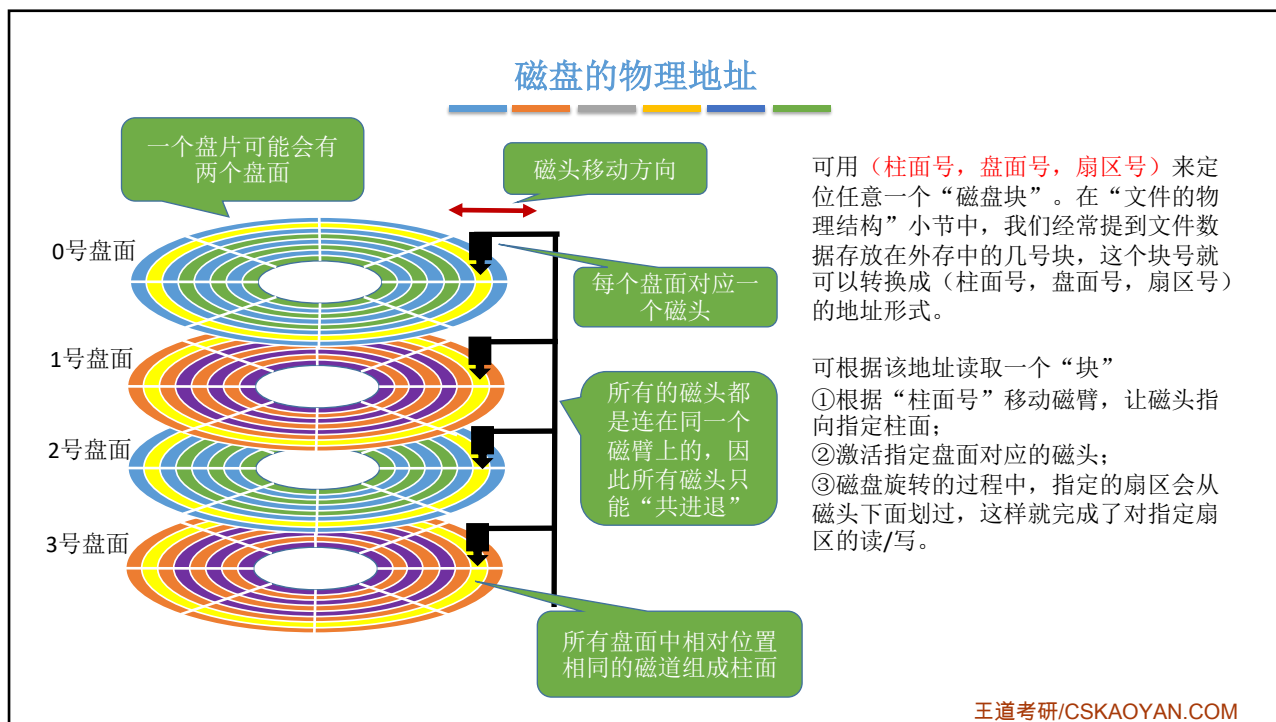 磁盘的物理地址
一个盘片可能会有
两个盘面
磁头移动方向
0号盘面
每个盘面对应一
个磁头
1号盘面
所有的磁头都
是连在同一个
磁臂上的，因
此所有磁头只
能“共进退”
2号盘面
3号盘面
所有盘面中相对位置
相同的磁道组成柱面
可用（柱面号，盘面号，扇区号）来定
位任意一个“磁盘块”。在“文件的物
理结构”小节中，我们经常提到文件数
据存放在外存中的几号块，这个块号就
可以转换成（柱面号，盘面号，扇区号）
的地址形式。
可根据该地址读取一个“块”
①根据“柱面号”移动磁臂，让磁头指
向指定柱面；
②激活指定盘面对应的磁头；
③磁盘旋转的过程中，指定的扇区会从
磁头下面划过，这样就完成了对指定扇
区的读/写。
王道考研/CSKAOYAN.COM